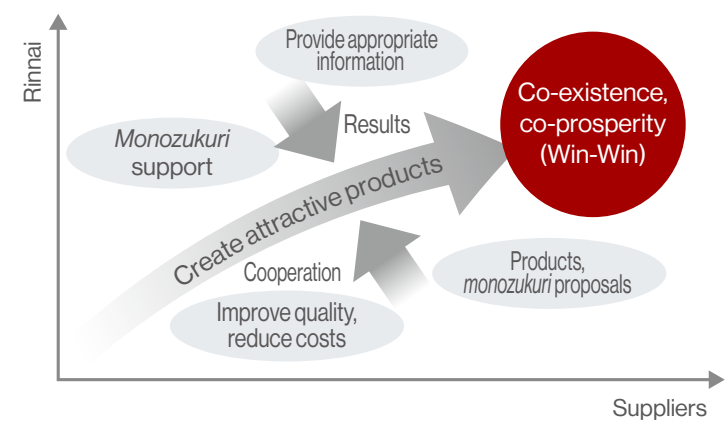 Rinnai
Provide appropriate
information
Co-existence,
co-prosperity
(Win-Win)
Results
Monozukuri
support
Create attractive products
Cooperation
Products,
monozukuri proposals
Improve quality,
reduce costs
Suppliers